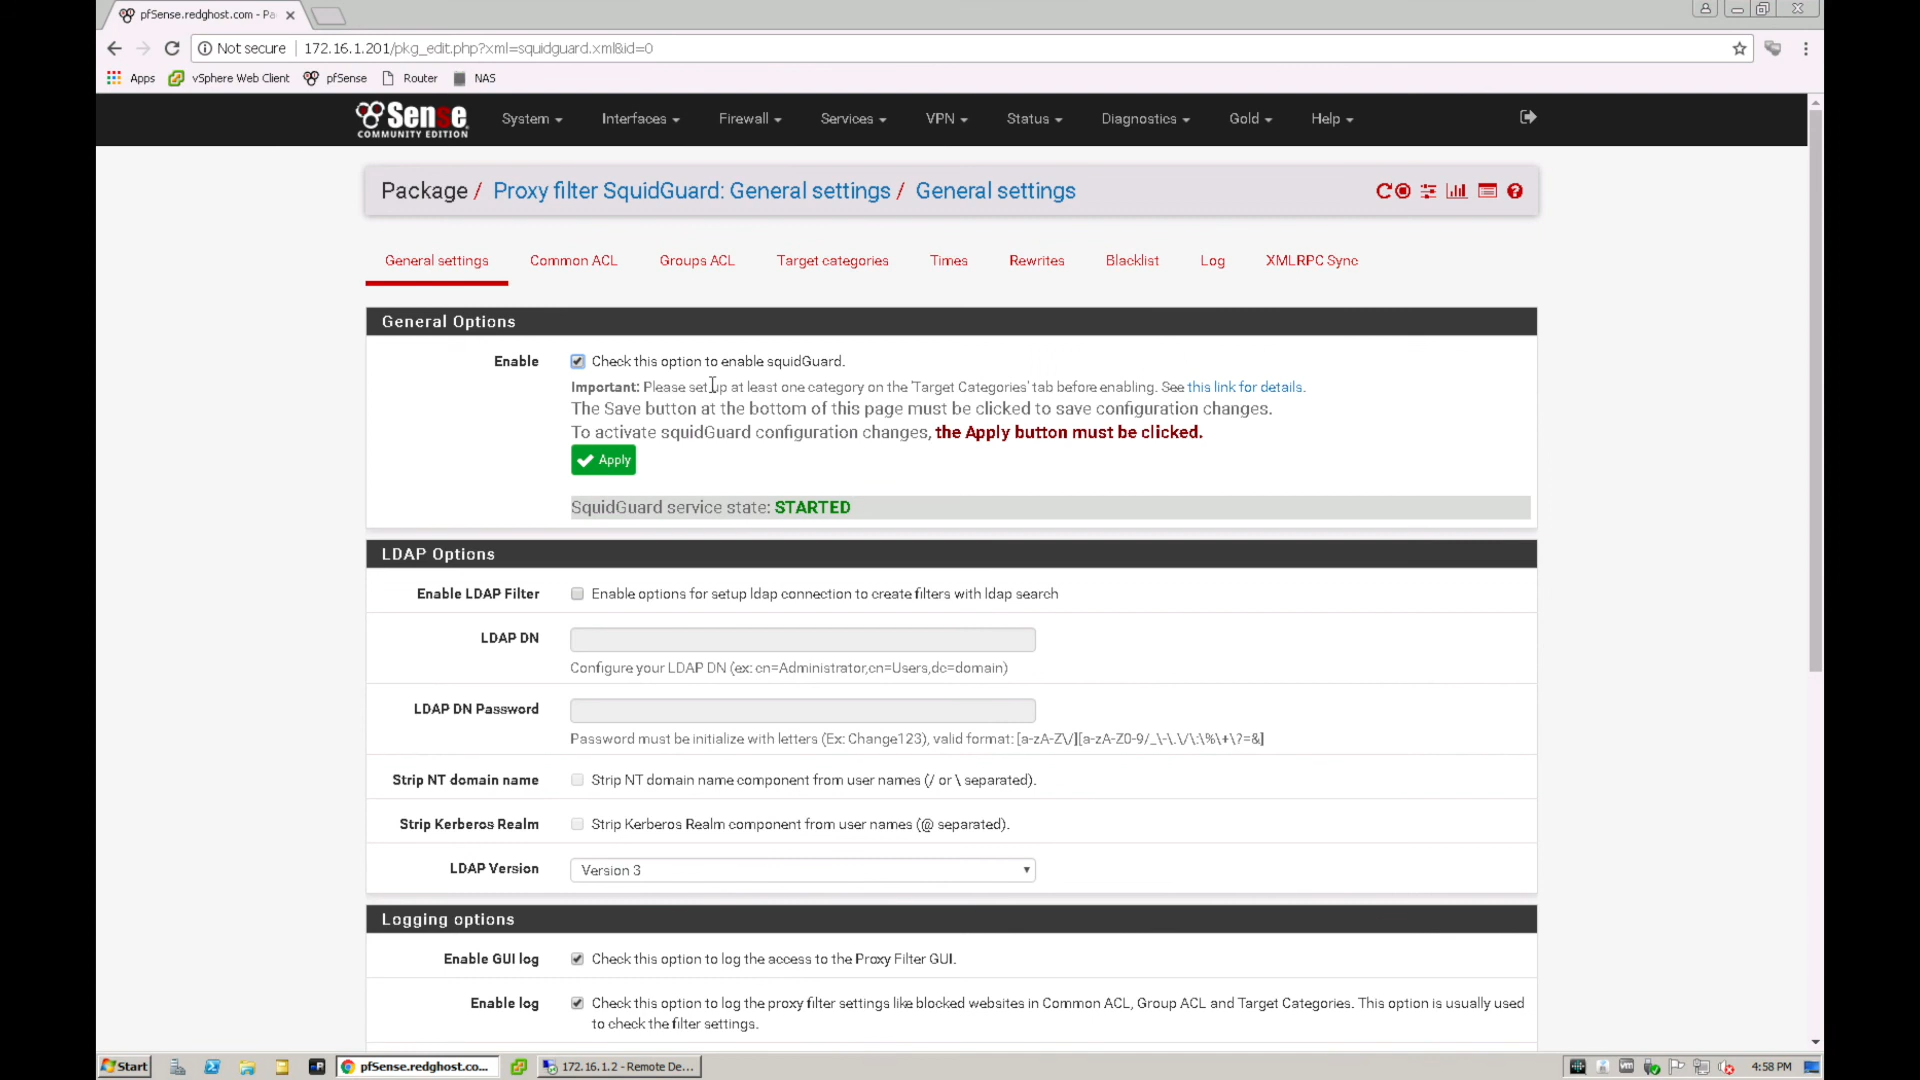 pfSense.redghost.com - Pa
Not secure | 172.16.1.201/pkg_edit.php?xml=squidguard.xml&id=0
Apps vSphere Web Client pfSense Router NAS
Sense
COMMUNITY EDITION
System Interfaces Firewall Services VPN Status Diagnostics Gold Help
Package / Proxy filter SquidGuard: General settings / General settings
General settings Common ACL Groups ACL Target categories Times Rewrites Blacklist Log XMLRPC Sync
General Options
Enable Check this option to enable squidGuard.
Important: Please set up at least one category on the 'Target Categories' tab before enabling. See this link for details.
The Save button at the bottom of this page must be clicked to save configuration changes.
To activate squidGuard configuration changes, the Apply button must be clicked.
Apply
SquidGuard service state: STARTED
LDAP Options
Enable LDAP Filter Enable options for setup ldap connection to create filters with ldap search
LDAP DN
Configure your LDAP DN (ex: cn=Administrator,cn=Users,dc=domain)
LDAP DN Password
Password must be initialize with letters (Ex: Change123), valid format: [a-zA-Z\/][a-zA-Z0-9/_\-\.\/\:\%\+\?=&]
Strip NT domain name Strip NT domain name component from user names (/ or \ separated).
Strip Kerberos Realm Strip Kerberos Realm component from user names (@ separated).
LDAP Version Version 3
Logging options
Enable GUI log Check this option to log the access to the Proxy Filter GUI.
Enable log Check this option to log the proxy filter settings like blocked websites in Common ACL, Group ACL and Target Categories. This option is usually used
to check the filter settings.
Start pfSense.redghost.co... 172.16.1.2 - Remote De... 4:58 PM